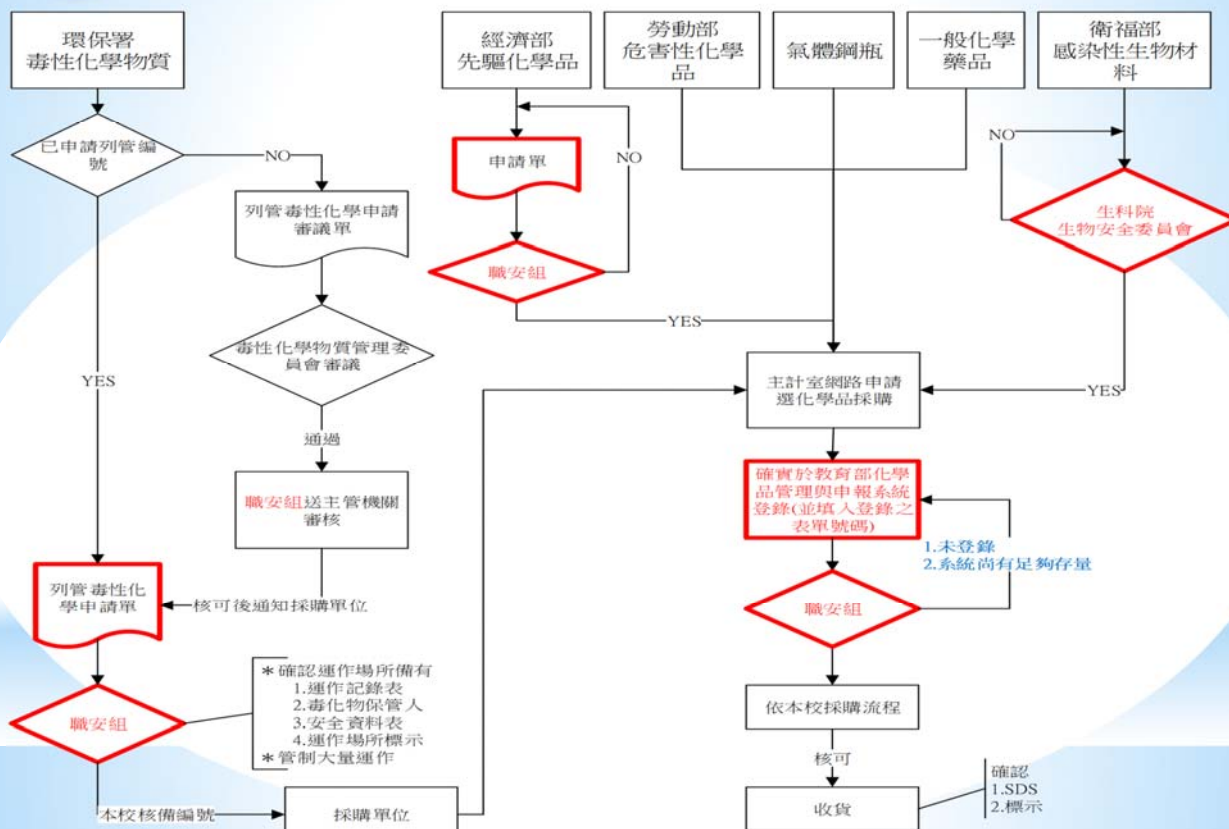 環保署
毒性化學物質
經濟部
先驅化學品
勞動部
危害性化學
品
氣體鋼瓶
一般化學
藥品
衛福部
感染性生物材
料
已申請列管編
號
NO
申請單
NO
NO
列管毒性化學申請
審議單
生科院
生物安全委員會
職安組
YES
毒性化學物質管理委
員會審議
YES
主計室網路申請
選化學品採購
YES
通過
職安組送主管機關
審核
確實於教育部化學
品管理與申報系統
登錄(並填入登錄之
表單號碼)
1.未登錄
2.系統尚有足夠存量
列管毒性化
學申請單
核可後通知採購單位
職安組
*確認運作場所備有
1.運作記錄表
2.毒化物保管人
3.安全資料表
4.運作場所標示
*管制大量運作
職安組
依本校採購流程
核可
本校核備編號
採購單位
收貨
確認
1.SDS
2.標示